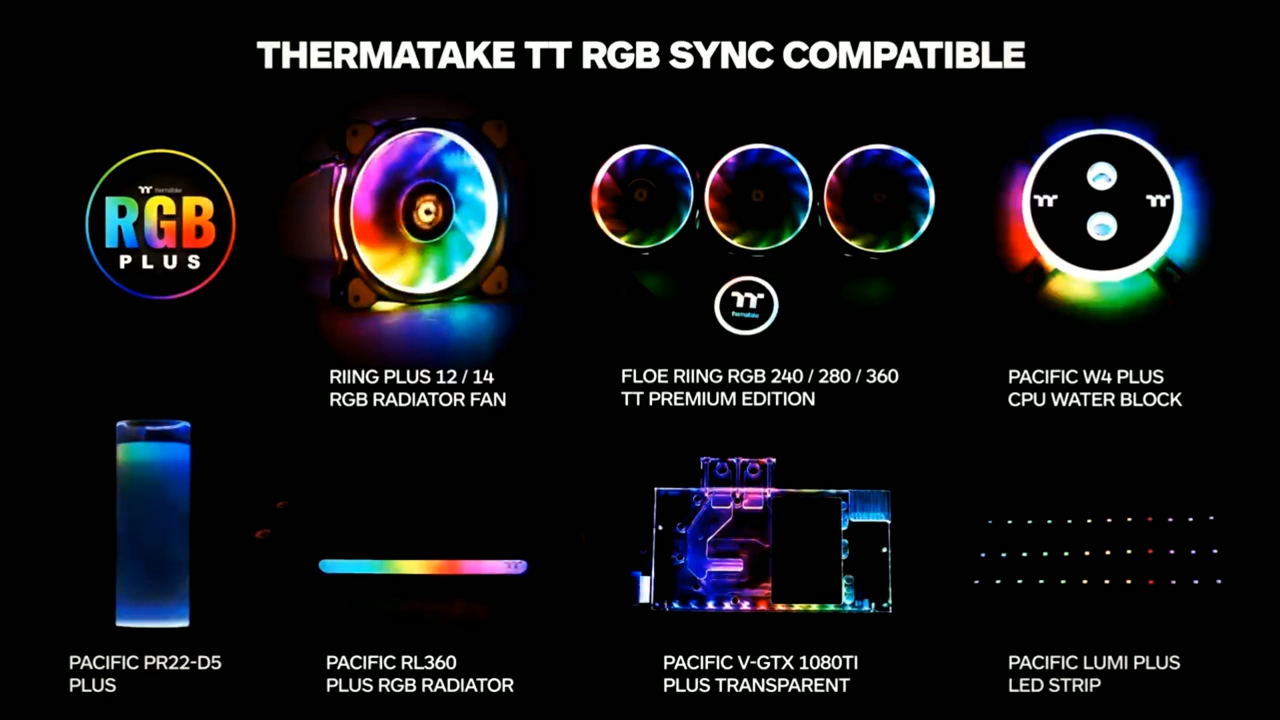 THERMATAKE TT RGB SYNC COMPATIBLE
thermaltake
RGB
PLUS
thermaltake
RIING PLUS 12 / 14
RGB RADIATOR FAN
FLOE RIING RGB 240 / 280 / 360
TT PREMIUM EDITION
PACIFIC W4 PLUS
CPU WATER BLOCK
PACIFIC PR22-D5
PLUS
PACIFIC RL360
PLUS RGB RADIATOR
PACIFIC V-GTX 1080TI
PLUS TRANSPARENT
PACIFIC LUMI PLUS
LED STRIP